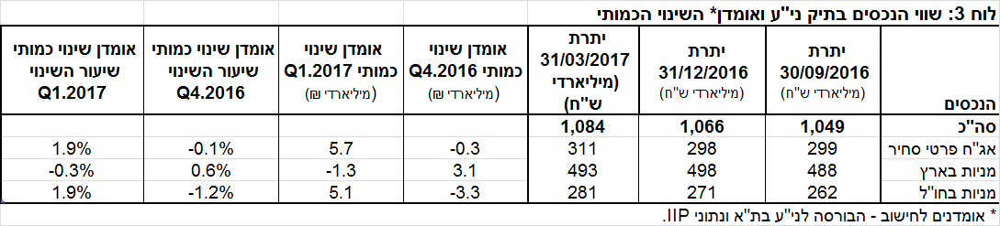 לוח 3: שווי הנכסים בתיק ני"ע ואומדן* השינוי הכמותי
הנכסים | יתרת 30/09/2016 (מיליארדי ש"ח) | יתרת 31/12/2016 (מיליארדי ש"ח) | יתרת 31/03/2017 (מיליארדי ש"ח) | אומדן שינוי כמותי Q4.2016 (מיליארדי ₪) | אומדן שינוי כמותי Q1.2017 (מיליארדי ₪) | אומדן שינוי כמותי שיעור השינוי Q4.2016 | אומדן שינוי כמותי שיעור השינוי Q1.2017
סה"כ 1,049 1,066 1,084
אג"ח פרטי סחיר 299 298 311 -0.3 5.7 -0.1% 1.9%
מניות בארץ 488 498 493 3.1 -1.3 0.6% -0.3%
מניות בחו"ל 262 271 281 -3.3 5.1 -1.2% 1.9%
* אומדנים לחישוב - הבורסה לני"ע בת"א ונתוני IIP.